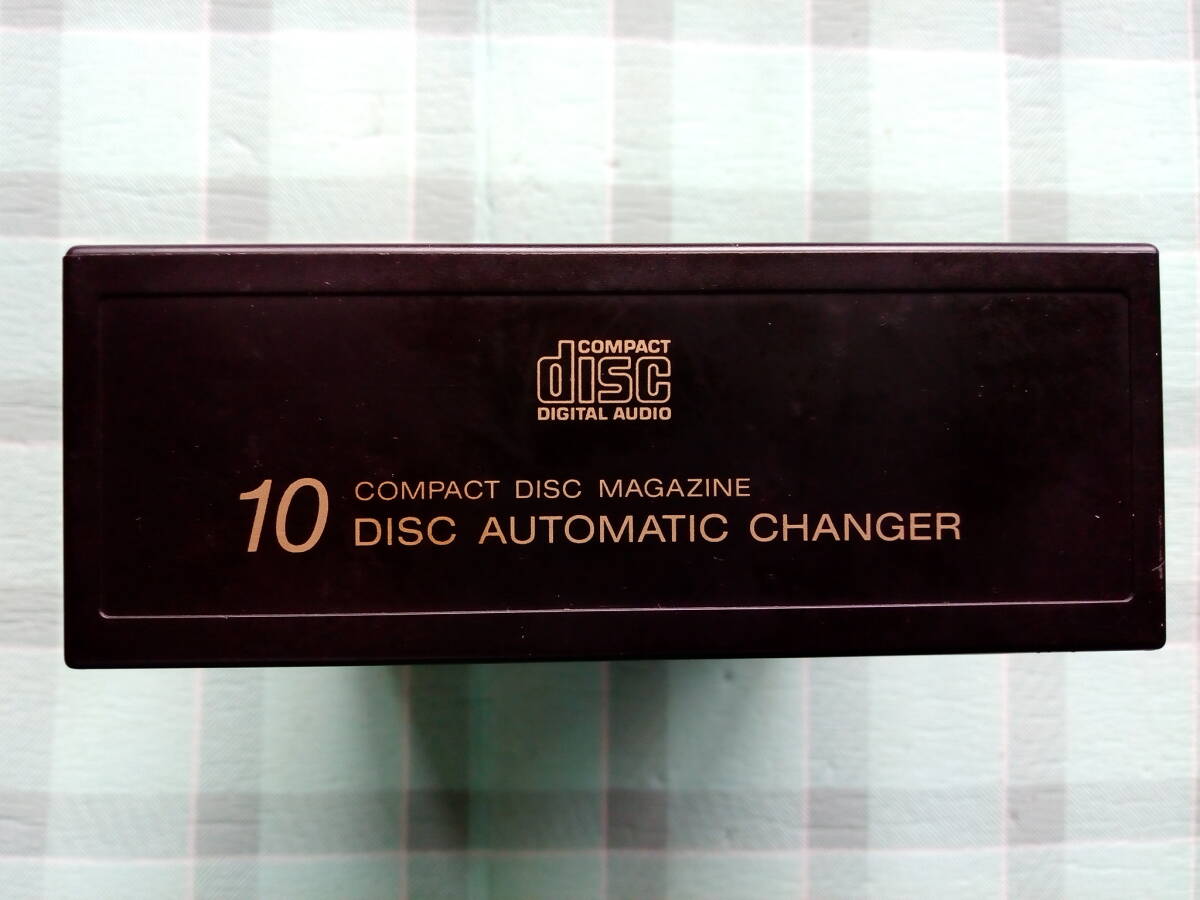 COMPACT
disc
DIGITAL AUDIO
10 COMPACT DISC MAGAZINE
DISC AUTOMATIC CHANGER